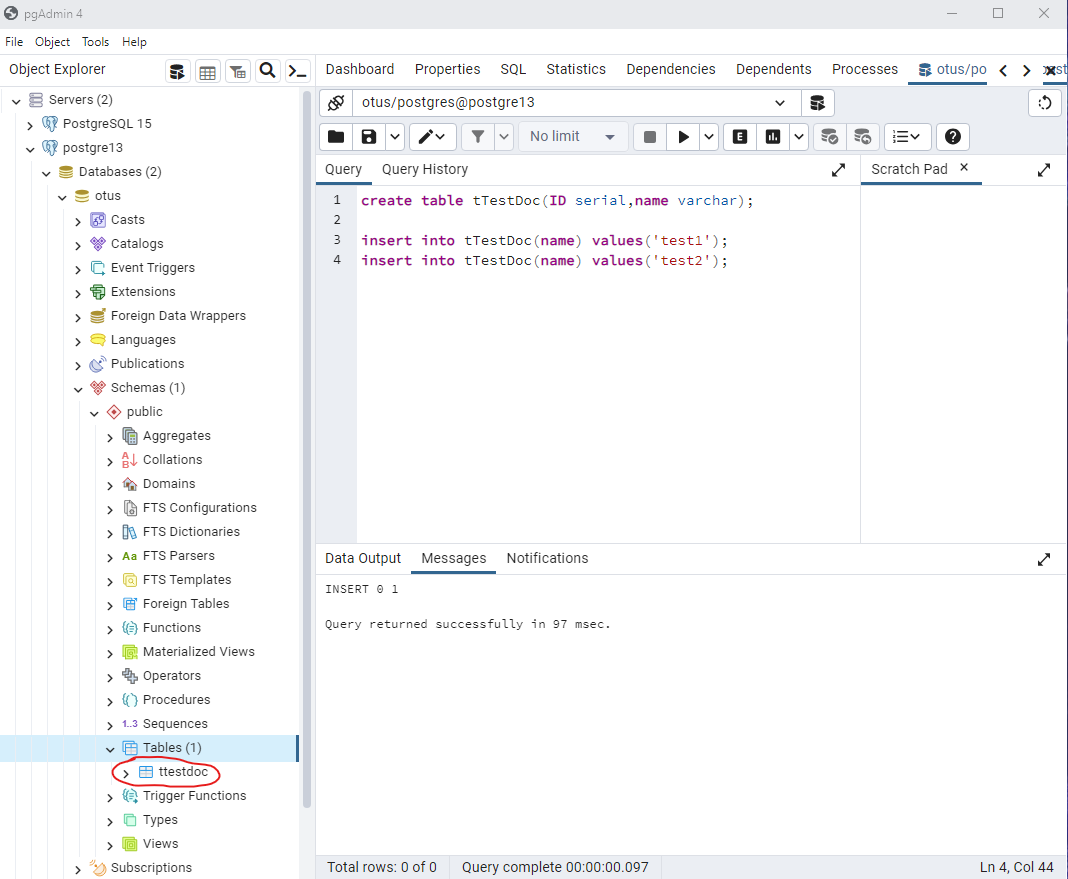 pgAdmin 4
File Object Tools Help
Object Explorer
Dashboard Properties SQL Statistics Dependencies Dependents Processes otus/po
Servers (2)
PostgreSQL 15
postgre13
Databases (2)
otus
Casts
Catalogs
Event Triggers
Extensions
Foreign Data Wrappers
Languages
Publications
Schemas (1)
public
Aggregates
Collations
Domains
FTS Configurations
FTS Dictionaries
Aa FTS Parsers
FTS Templates
Foreign Tables
Functions
Materialized Views
Operators
Procedures
1..3 Sequences
Tables (1)
ttestdoc
Trigger Functions
Types
Views
Subscriptions
otus/postgres@postgre13
No limit
E
Query Query History
Scratch Pad
1 create table tTestDoc(ID serial,name varchar);
2
3 insert into tTestDoc(name) values('test1');
4 insert into tTestDoc(name) values('test2');
Data Output Messages Notifications
INSERT 0 1
Query returned successfully in 97 msec.
Total rows: 0 of 0 Query complete 00:00:00.097 Ln 4, Col 44